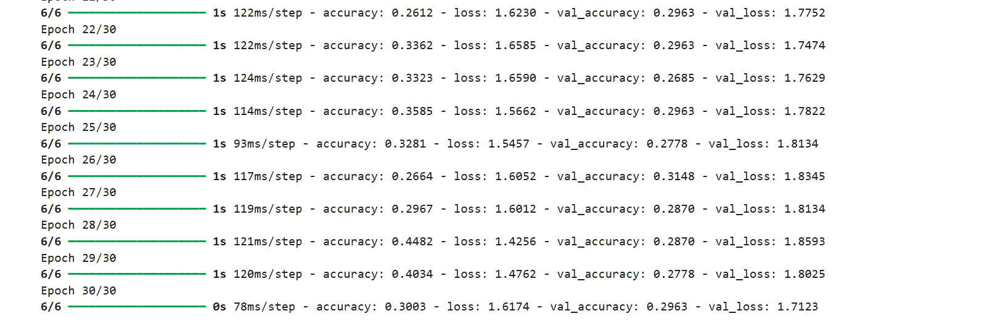 6/6 ━━━━━━━━━━━━━━━━━━━━ 1s 122ms/step - accuracy: 0.2612 - loss: 1.6230 - val_accuracy: 0.2963 - val_loss: 1.7752
Epoch 22/30
6/6 ━━━━━━━━━━━━━━━━━━━━ 1s 122ms/step - accuracy: 0.3362 - loss: 1.6585 - val_accuracy: 0.2963 - val_loss: 1.7474
Epoch 23/30
6/6 ━━━━━━━━━━━━━━━━━━━━ 1s 124ms/step - accuracy: 0.3323 - loss: 1.6590 - val_accuracy: 0.2685 - val_loss: 1.7629
Epoch 24/30
6/6 ━━━━━━━━━━━━━━━━━━━━ 1s 114ms/step - accuracy: 0.3585 - loss: 1.5662 - val_accuracy: 0.2963 - val_loss: 1.7822
Epoch 25/30
6/6 ━━━━━━━━━━━━━━━━━━━━ 1s 93ms/step - accuracy: 0.3281 - loss: 1.5457 - val_accuracy: 0.2778 - val_loss: 1.8134
Epoch 26/30
6/6 ━━━━━━━━━━━━━━━━━━━━ 1s 117ms/step - accuracy: 0.2664 - loss: 1.6052 - val_accuracy: 0.3148 - val_loss: 1.8345
Epoch 27/30
6/6 ━━━━━━━━━━━━━━━━━━━━ 1s 119ms/step - accuracy: 0.2967 - loss: 1.6012 - val_accuracy: 0.2870 - val_loss: 1.8134
Epoch 28/30
6/6 ━━━━━━━━━━━━━━━━━━━━ 1s 121ms/step - accuracy: 0.4482 - loss: 1.4256 - val_accuracy: 0.2870 - val_loss: 1.8593
Epoch 29/30
6/6 ━━━━━━━━━━━━━━━━━━━━ 1s 120ms/step - accuracy: 0.4034 - loss: 1.4762 - val_accuracy: 0.2778 - val_loss: 1.8025
Epoch 30/30
6/6 ━━━━━━━━━━━━━━━━━━━━ 0s 78ms/step - accuracy: 0.3003 - loss: 1.6174 - val_accuracy: 0.2963 - val_loss: 1.7123